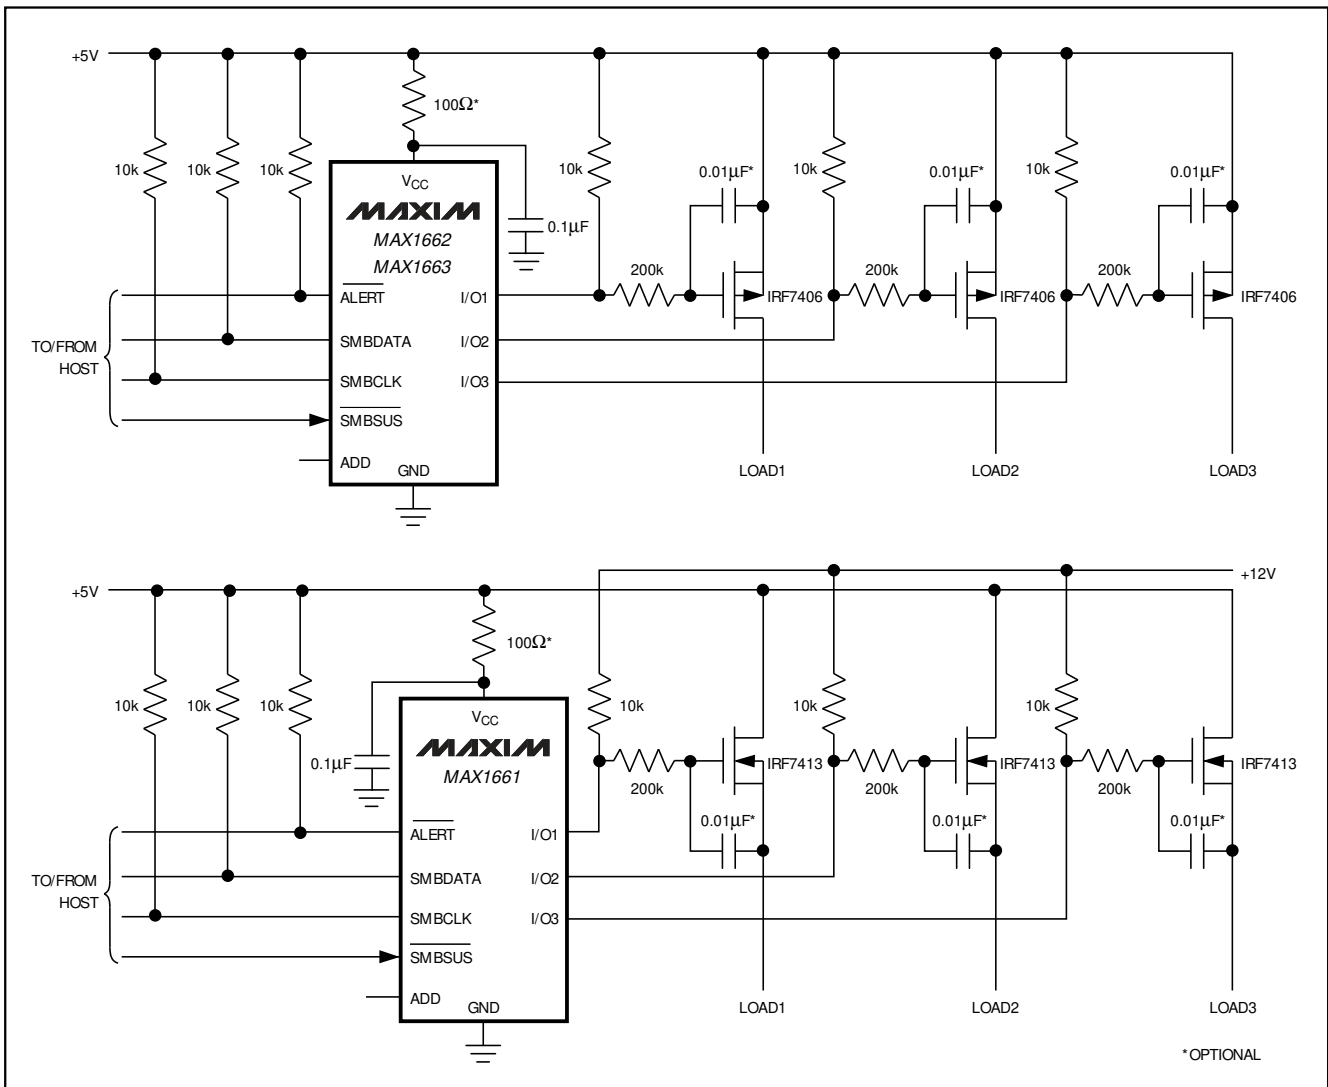 +5V
100Ω*
10k
10k
10k
10k
0.01µF*
10k
0.01µF*
10k
0.01µF*
VCC
MAXIM
MAX1662
MAX1663
0.1µF
200k
200k
200k
IRF7406
IRF7406
IRF7406
ALERT
I/O1
TO/FROM
HOST
SMBDATA
I/O2
SMBCLK
I/O3
SMBSUS
ADD
GND
LOAD1
LOAD2
LOAD3
+12V
+5V
100Ω*
10k
10k
10k
10k
10k
10k
VCC
MAXIM
MAX1661
0.1µF
IRF7413
IRF7413
IRF7413
200k
200k
200k
0.01µF*
0.01µF*
0.01µF*
ALERT
I/O1
TO/FROM
HOST
SMBDATA
I/O2
SMBCLK
I/O3
SMBSUS
ADD
GND
LOAD1
LOAD2
LOAD3
*OPTIONAL